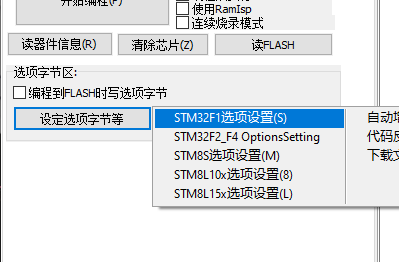 开始编程(P)
使用RamIsp
连续烧录模式
读器件信息(R)
清除芯片(Z)
读FLASH
选项字节区:
编程到FLASH时写选项字节
设定选项字节等
STM32F1选项设置(S)
STM32F2_F4 OptionsSetting
STM8S选项设置(M)
STM8L10x选项设置(8)
STM8L15x选项设置(L)
自动
代码
下载